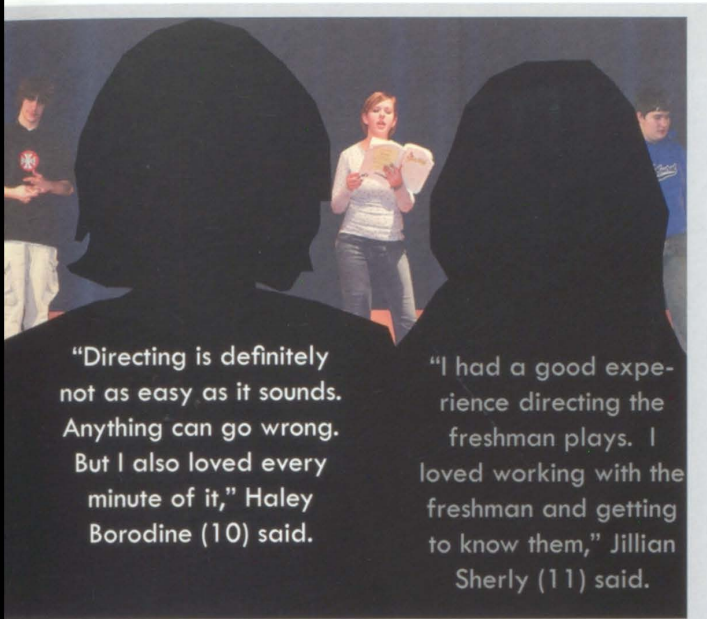 "Directing is definitely
not as easy as it sounds.
Anything can go wrong.
But I also loved every
minute of it," Haley
Borodine (10) said.
"I had a good expe-
rience directing the
freshman plays. I
loved working with the
freshman and getting
to know them," Jillian
Sherly (11) said.